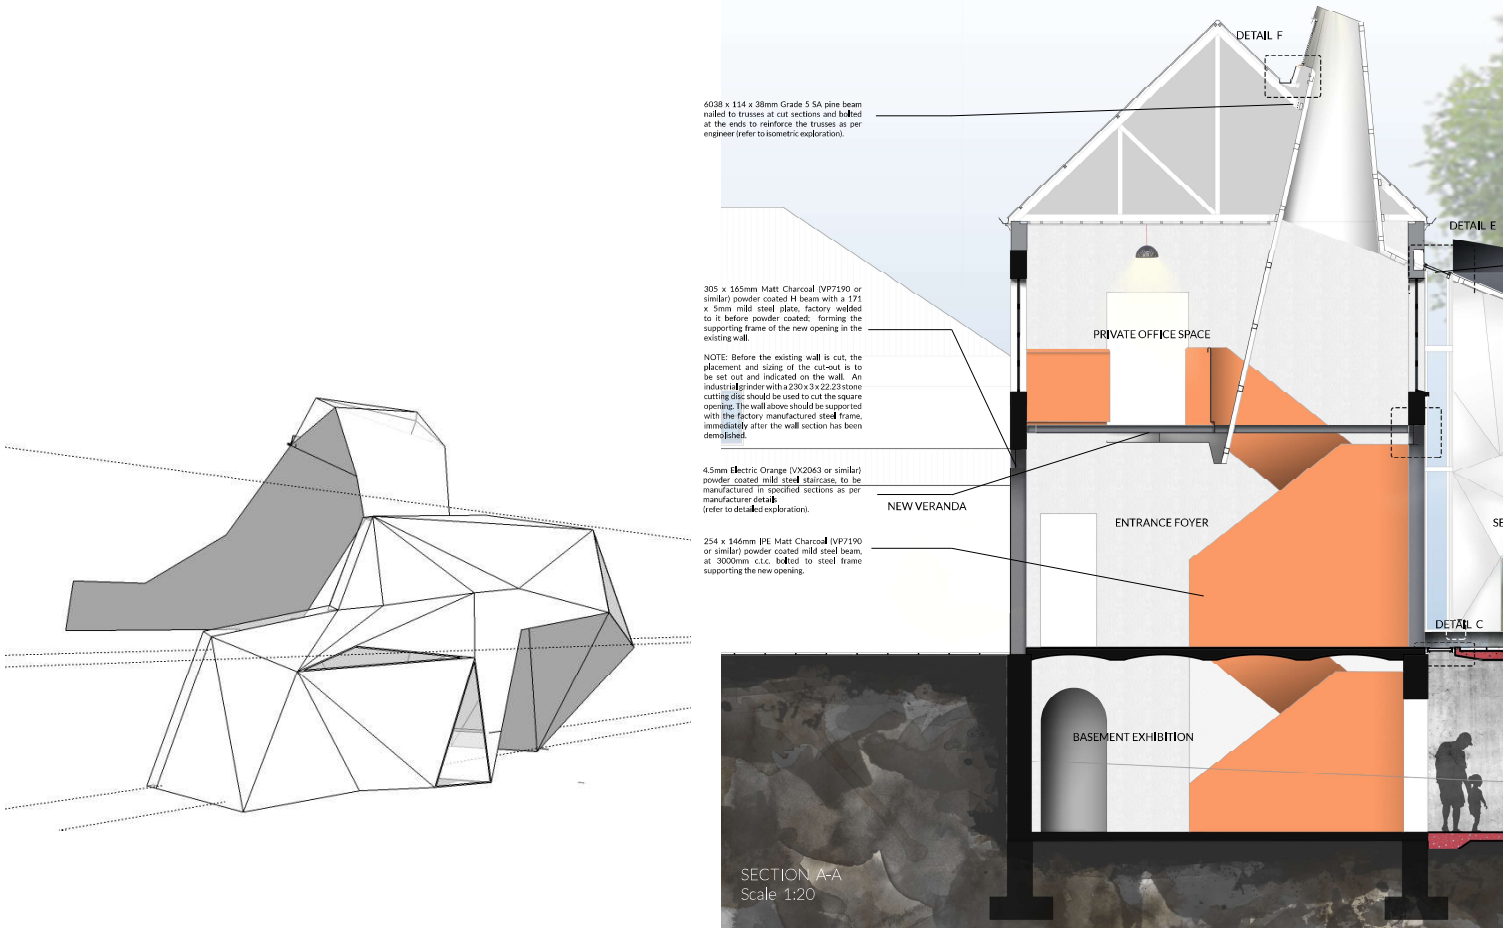 DETAIL F
6038 x 114 x 38mm Grade 5 SA pine beam
nailed to trusses at cut sections and bolted
at the ends to reinforce the trusses as per
engineer (refer to isometric exploration).
DETAIL E
305 x 165mm Matt Charcoal (VP7190 or
similar) powder coated H beam with a 171
x 5mm mild steel plate, factory welded
to it before powder coated; forming the
supporting frame of the new opening in the
existing wall.
NOTE: Before the existing wall is cut, the
placement and sizing of the cut-out is to
be set out and indicated on the wall. An
industrial grinder with a 230 x 3 x 22.23 stone
cutting disc should be used to cut the square
opening. The wall above should be supported
with the factory manufactured steel frame,
immediately after the wall section has been
demolished.
PRIVATE OFFICE SPACE
4.5mm Electric Orange (VX2063 or similar)
powder coated mild steel staircase, to be
manufactured in specified sections as per
manufacturer details
(refer to detailed exploration).
NEW VERANDA
ENTRANCE FOYER
SE
254 x 146mm IPE Matt Charcoal (VP7190
or similar) powder coated mild steel beam,
at 3000mm c.t.c. bolted to steel frame
supporting the new opening.
DETAIL C
BASEMENT EXHIBITION
SECTION A-A
Scale 1:20